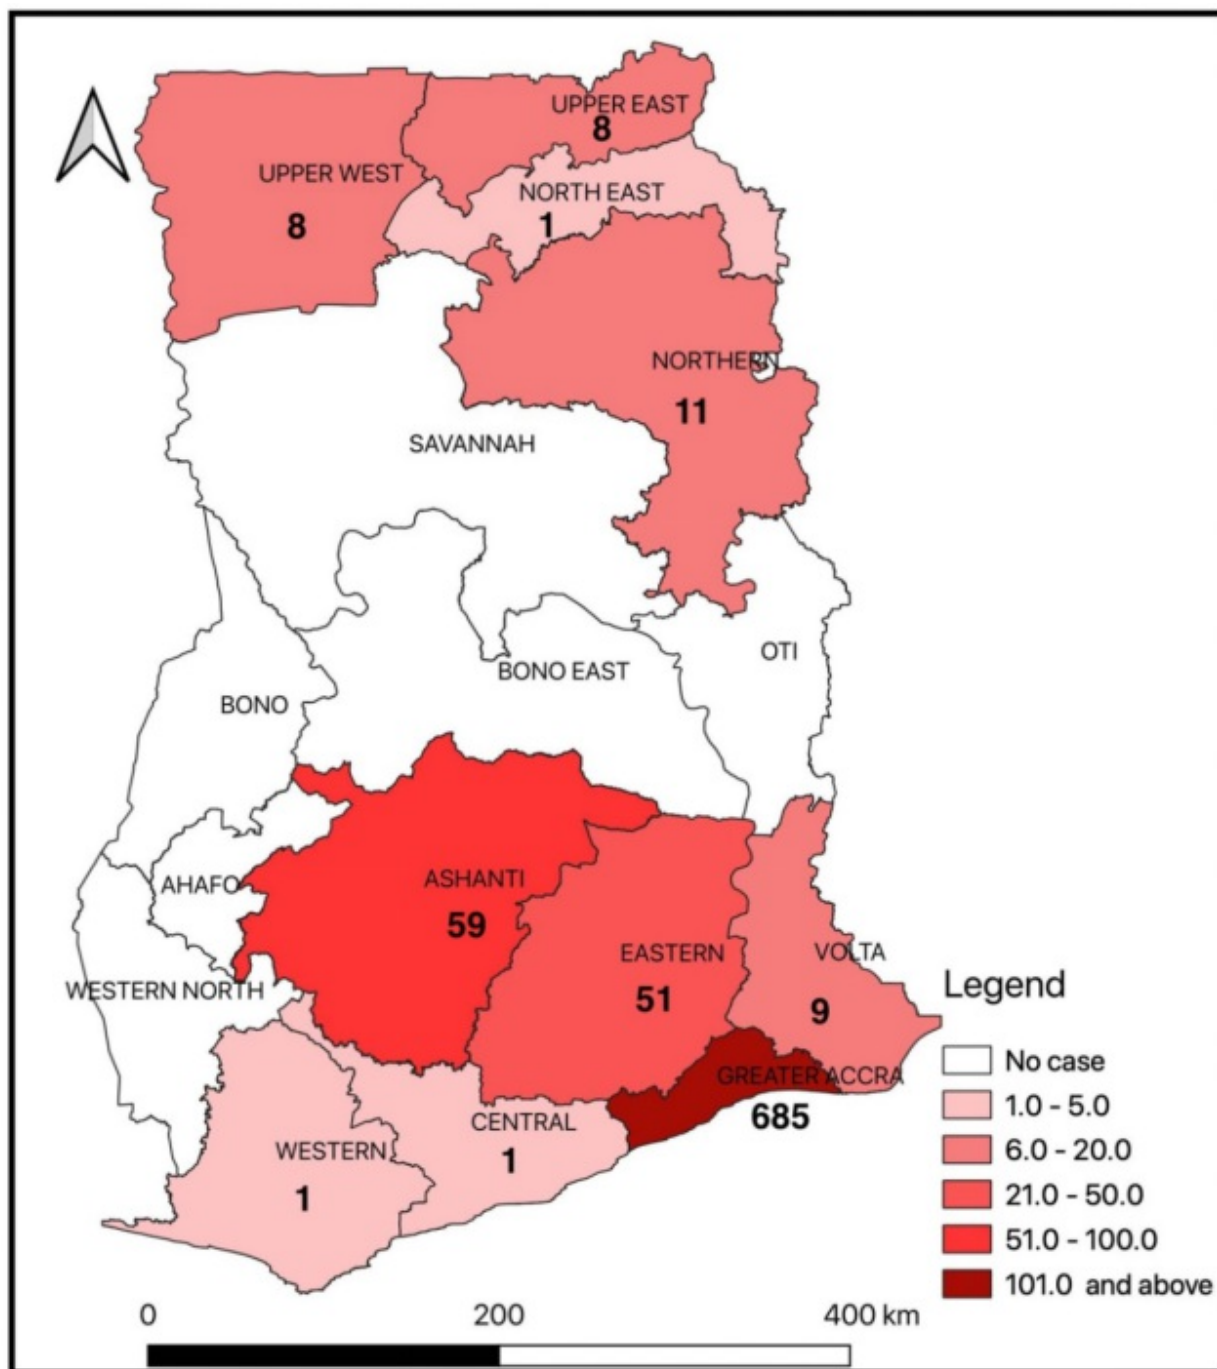 UPPER EAST
8
UPPER WEST
8
NORTH EAST
1
NORTHERN
11
SAVANNAH
OTI
BONO EAST
BONO
ASHANTI
59
AHAFO
EASTERN
51
VOLTA
9
WESTERN NORTH
GREATER ACCRA
685
CENTRAL
1
WESTERN
1
Legend
No case
1.0 - 5.0
6.0 - 20.0
21.0 - 50.0
51.0 - 100.0
101.0 and above
0 200 400 km